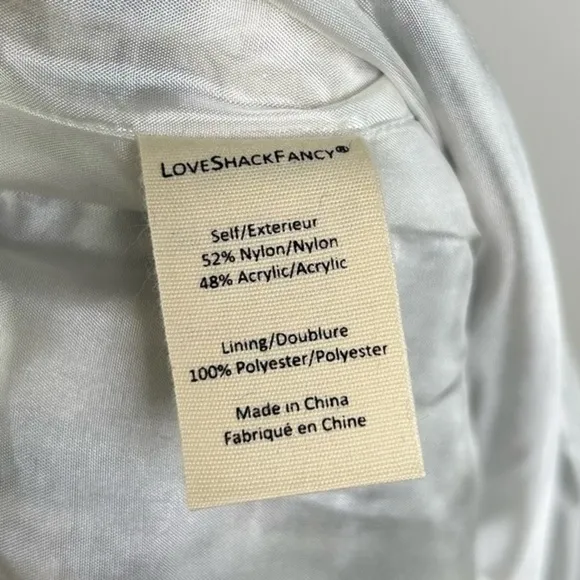 LOVESHACKFANCY®
Self/Exterieur
52% Nylon/Nylon
48% Acrylic/Acrylic
Lining/Doublure
100% Polyester/Polyester
Made in China
Fabriqué en Chine